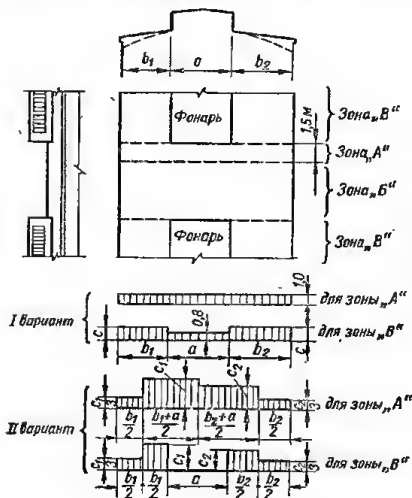 b₁ a b₂
Фонарь
Зона „В“
1,5 м
Зона „А“
Зона „Б“
Фонарь
Зона „В“
I вариант
1,0
для зоны „А“
c 0,8 c
для зоны „В“
b₁ a b₂
II вариант
c₁ c₂
для зоны „А“
b₁/2 b₁+a/2 b₂+a/2 b₂/2
c₁ c₂
для зоны „В“
b₁/2 b₁/2 a b₂/2 b₂/2